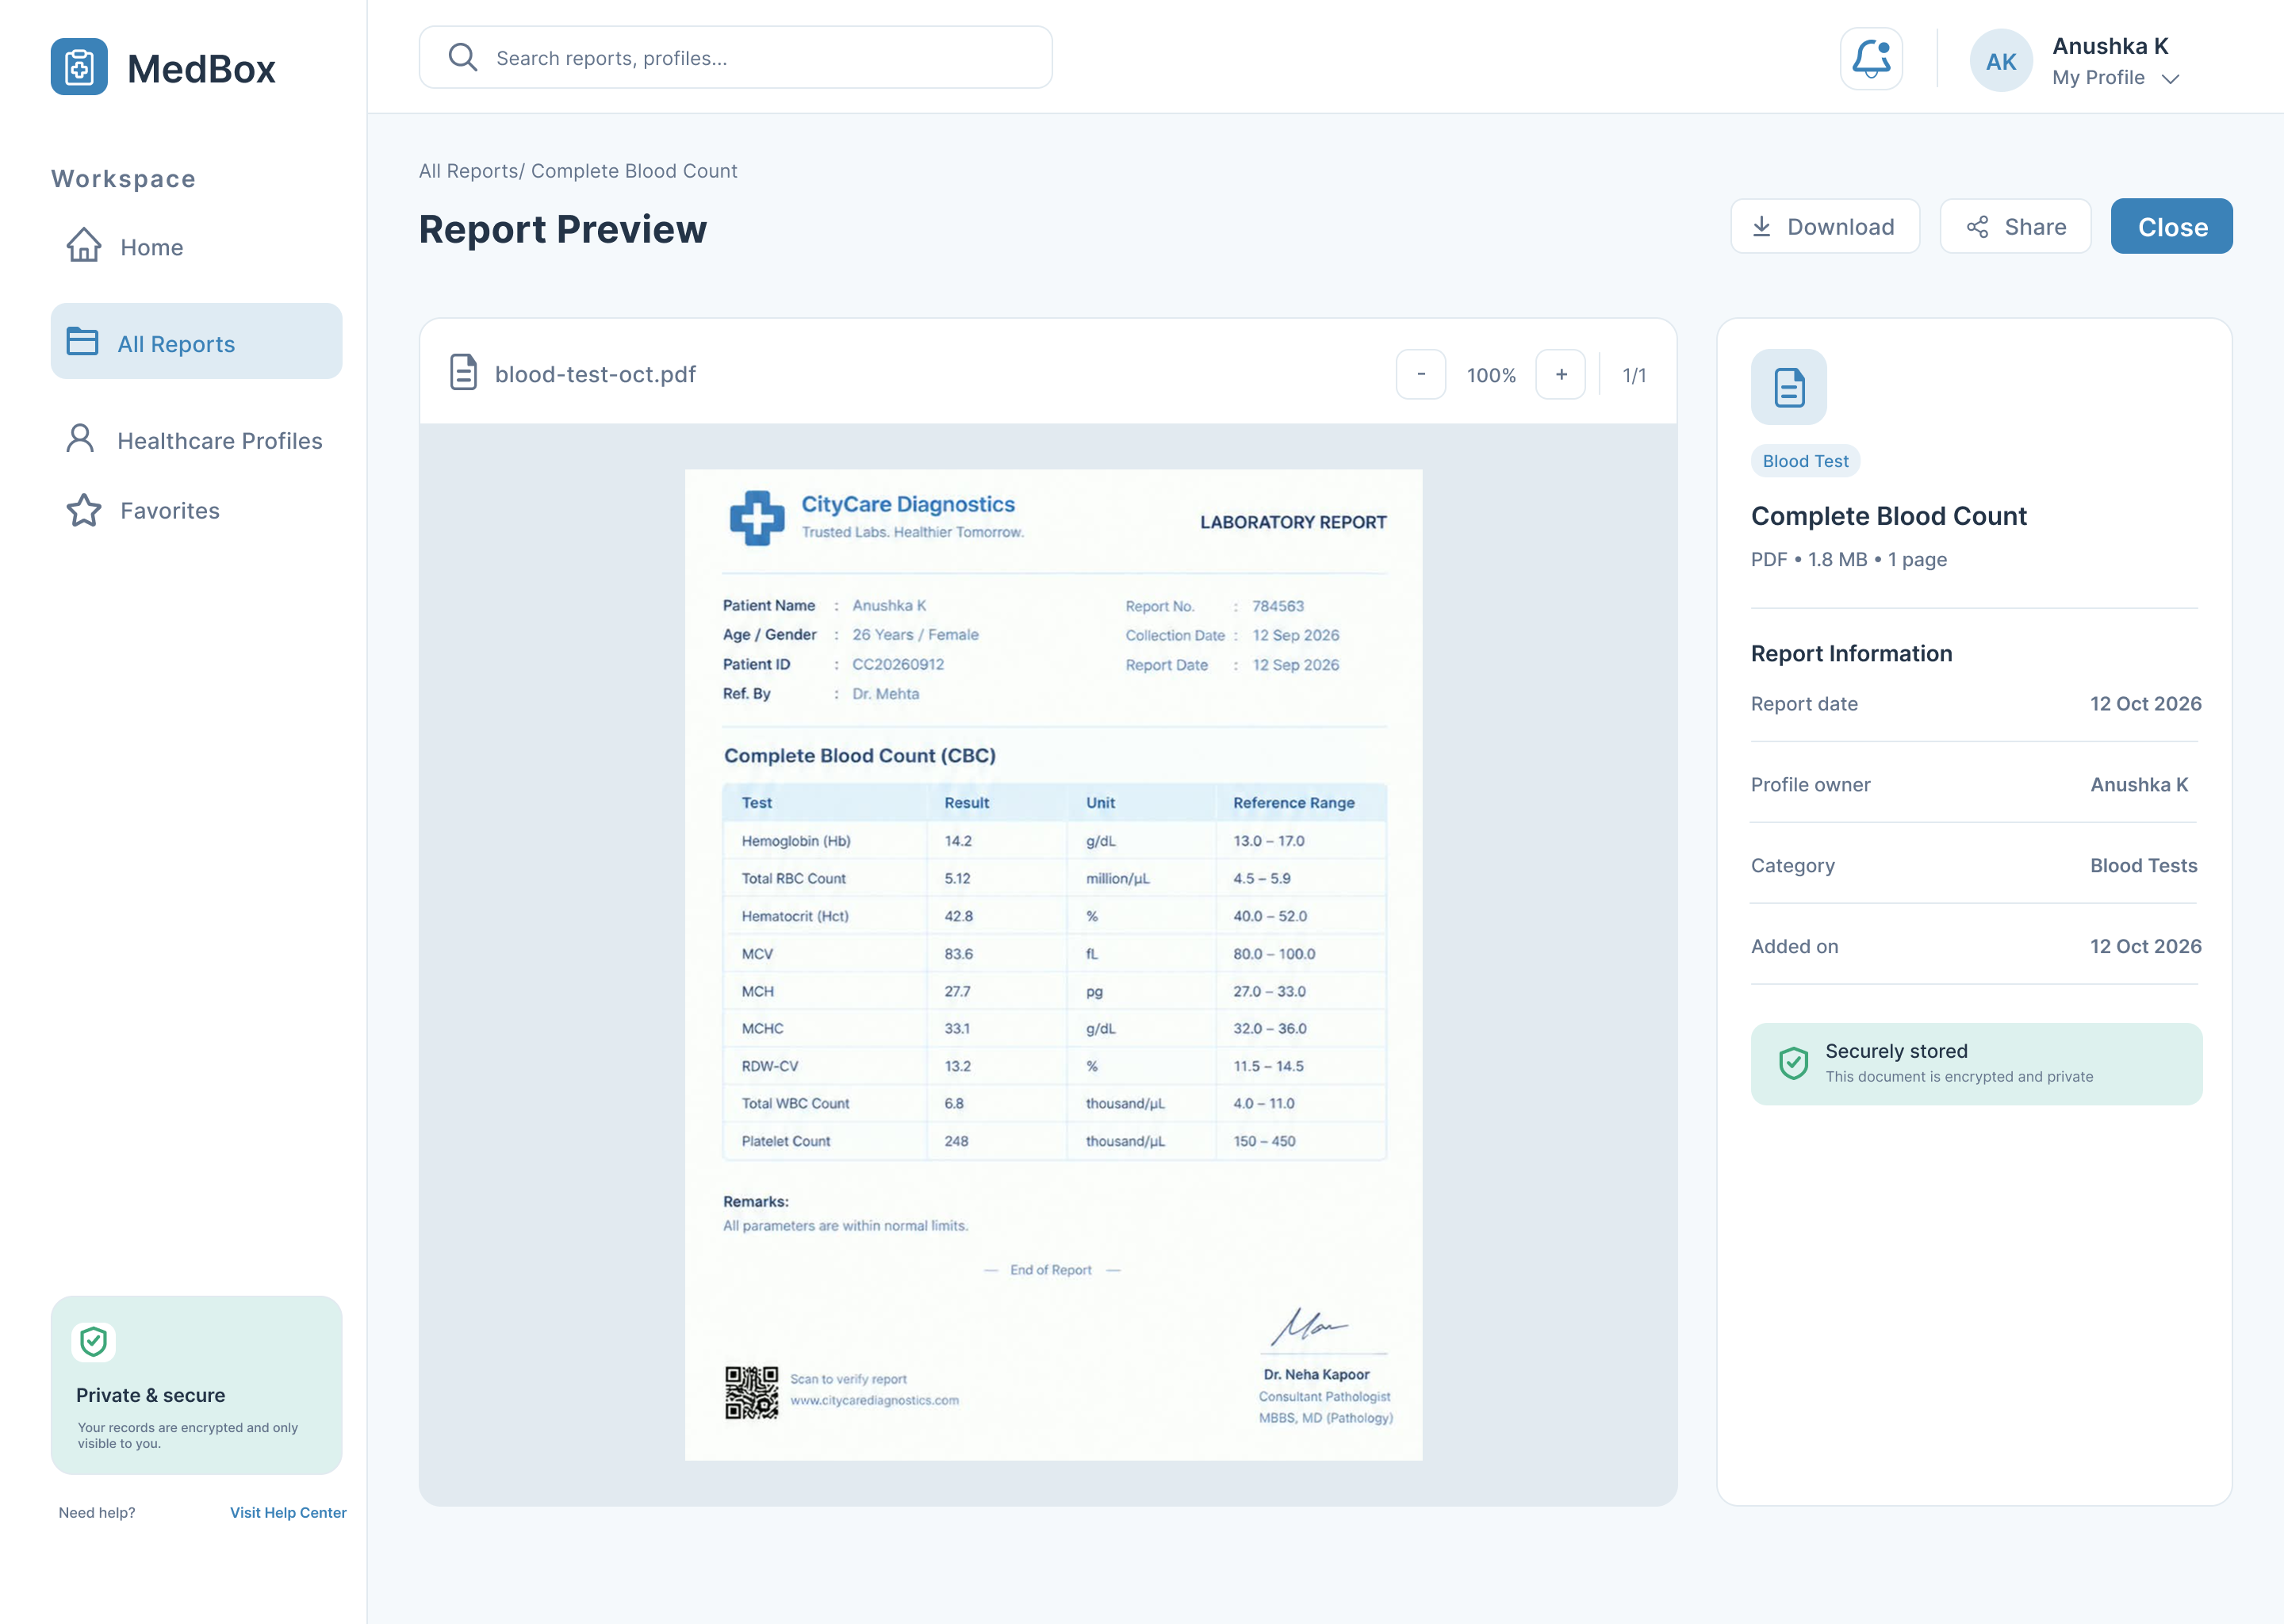 MedBox
Workspace
Home
All Reports
Healthcare Profiles
Favorites
Private & secure
Your records are encrypted and only
visible to you.
Need help? Visit Help Center
Search reports, profiles...
AK
Anushka K
My Profile
All Reports/ Complete Blood Count
Report Preview
Download
Share
Close
blood-test-oct.pdf
- 100% + 1/1
CityCare Diagnostics
Trusted Labs. Healthier Tomorrow.
LABORATORY REPORT
Patient Name : Anushka K
Age / Gender : 26 Years / Female
Patient ID : CC20260912
Ref. By : Dr. Mehta
Report No. : 784563
Collection Date : 12 Sep 2026
Report Date : 12 Sep 2026
Complete Blood Count (CBC)
Test Result Unit Reference Range
Hemoglobin (Hb) 14.2 g/dL 13.0 – 17.0
Total RBC Count 5.12 million/µL 4.5 – 5.9
Hematocrit (Hct) 42.8 % 40.0 – 52.0
MCV 83.6 fL 80.0 – 100.0
MCH 27.7 pg 27.0 – 33.0
MCHC 33.1 g/dL 32.0 – 36.0
RDW-CV 13.2 % 11.5 – 14.5
Total WBC Count 6.8 thousand/µL 4.0 – 11.0
Platelet Count 248 thousand/µL 150 – 450
Remarks:
All parameters are within normal limits.
— End of Report —
Scan to verify report
www.citycarediagnostics.com
Dr. Neha Kapoor
Consultant Pathologist
MBBS, MD (Pathology)
Blood Test
Complete Blood Count
PDF • 1.8 MB • 1 page
Report Information
Report date 12 Oct 2026
Profile owner Anushka K
Category Blood Tests
Added on 12 Oct 2026
Securely stored
This document is encrypted and private